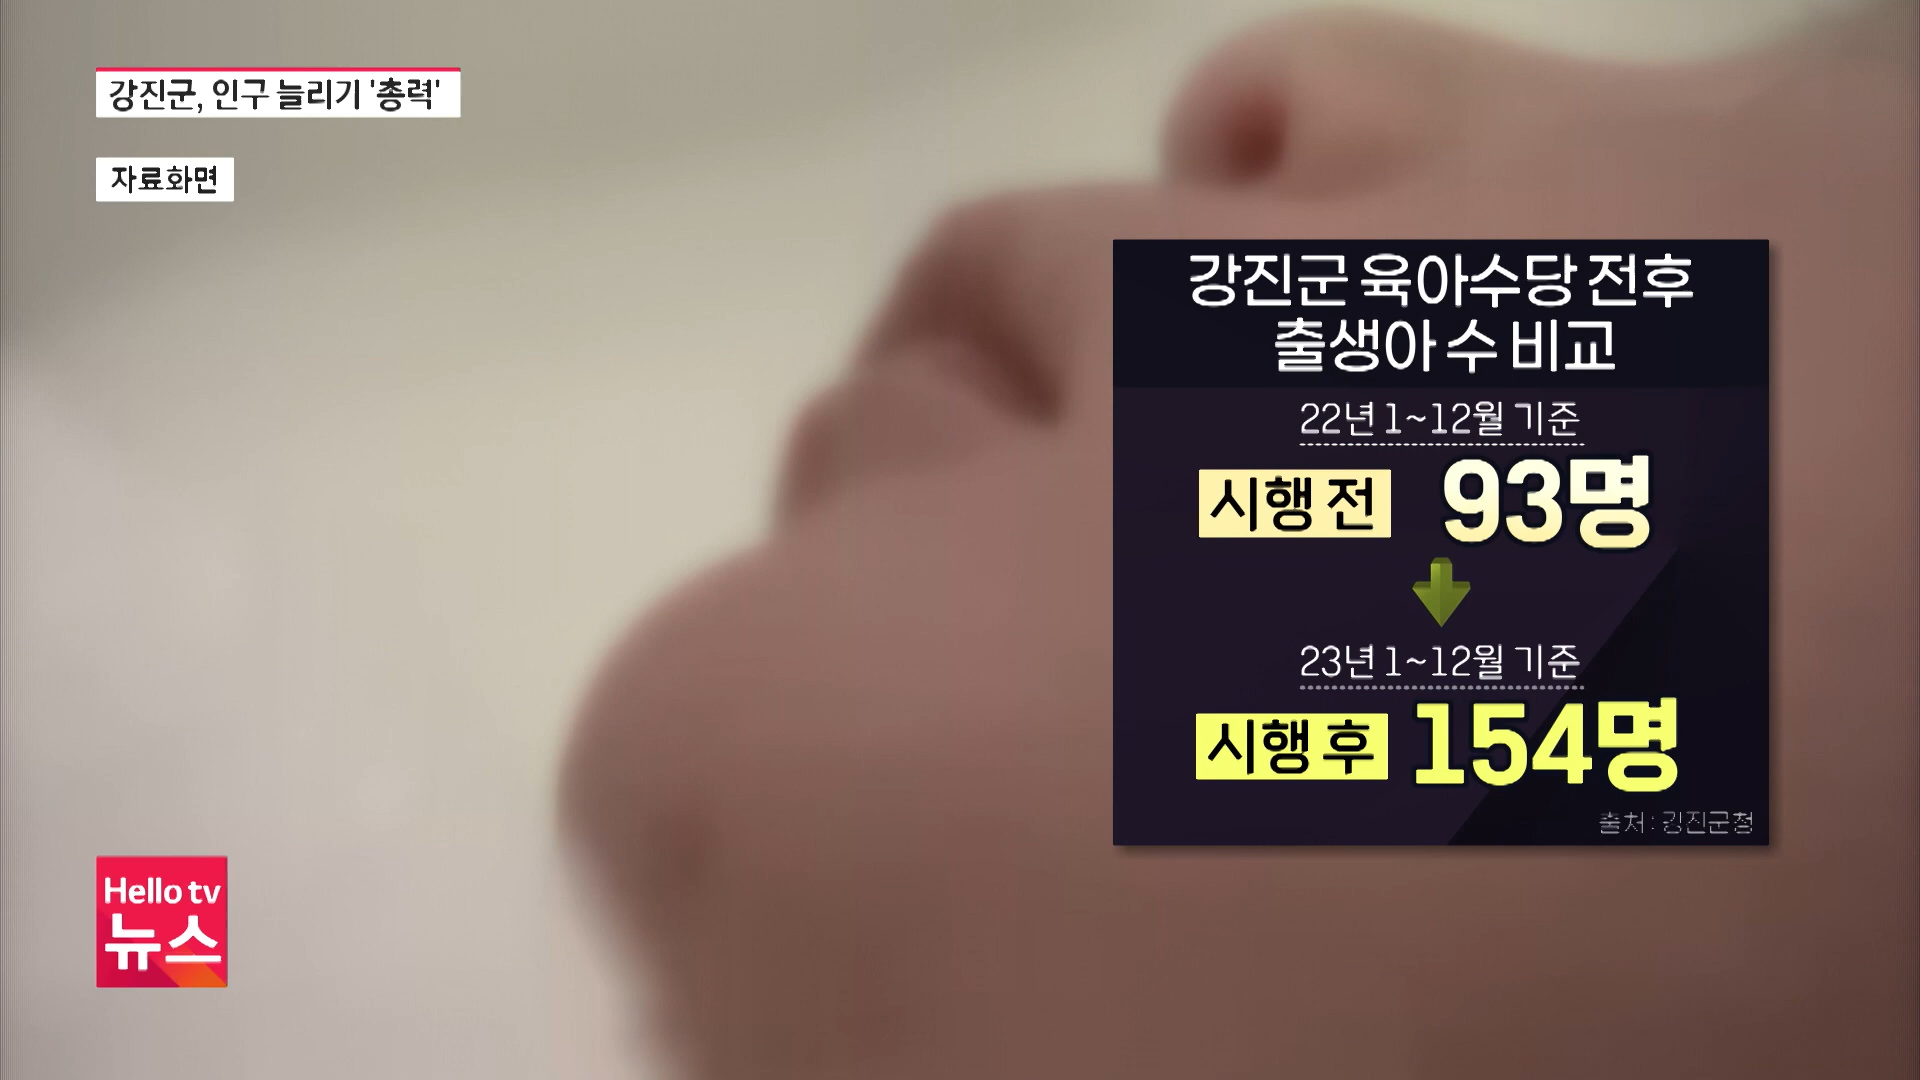 강진군, 인구 늘리기 '총력'
자료화면
강진군 육아수당 전후
출생아 수 비교
22년 1~12월 기준
시행 전 93명
23년 1~12월 기준
시행 후 154명
출처 : 강진군청
Hello tv
뉴스